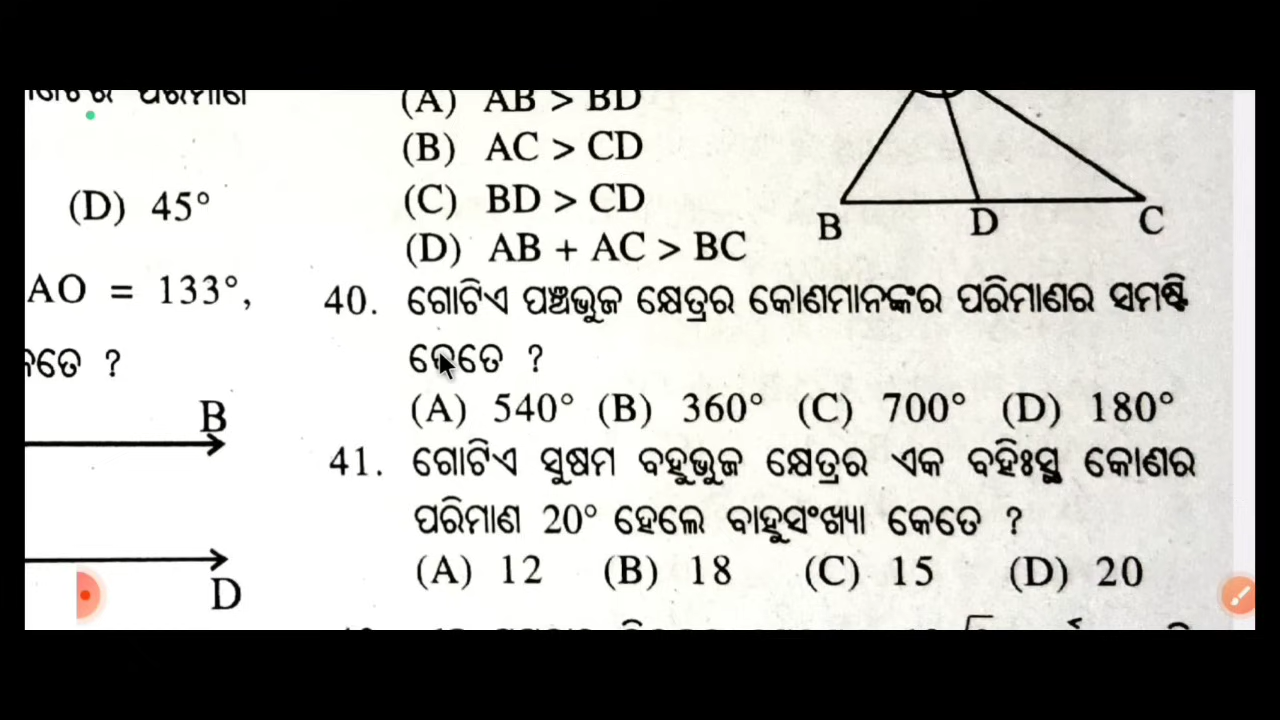 (A) AB > BD
(B) AC > CD
(C) BD > CD
(D) AB + AC > BC
B D C
40. ଗୋଟିଏ ପଞ୍ଚଭୁଜ କ୍ଷେତ୍ରର କୋଣମାନଙ୍କର ପରିମାଣର ସମଷ୍ଟି
କେତେ ?
(A) 540° (B) 360° (C) 700° (D) 180°
41. ଗୋଟିଏ ସୁଷମ ବହୁଭୁଜ କ୍ଷେତ୍ରର ଏକ ବହିଃସ୍ଥ କୋଣର
ପରିମାଣ 20° ହେଲେ ବାହୁସଂଖ୍ୟା କେତେ ?
(A) 12 (B) 18 (C) 15 (D) 20
ପରିମାଣ
(D) 45°
AO = 133°,
?
B
D